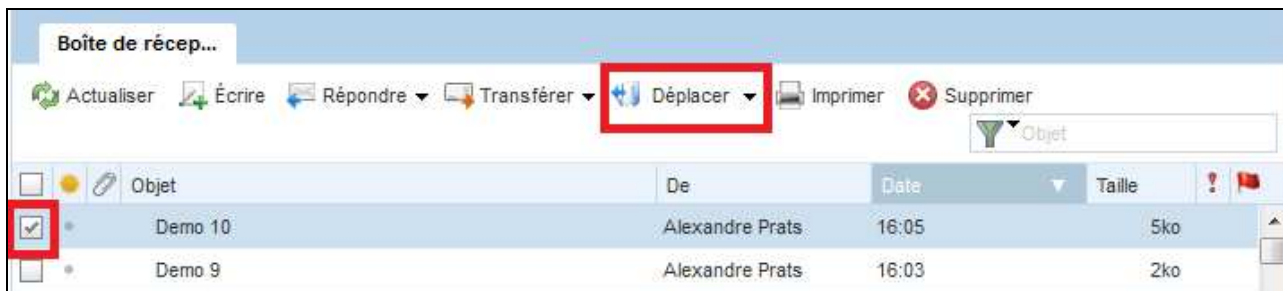 Boîte de récep...
Actualiser Écrire Répondre Transférer Déplacer Imprimer Supprimer
Objet
Objet De Date Taille !
Demo 10 Alexandre Prats 16:05 5ko
Demo 9 Alexandre Prats 16:03 2ko